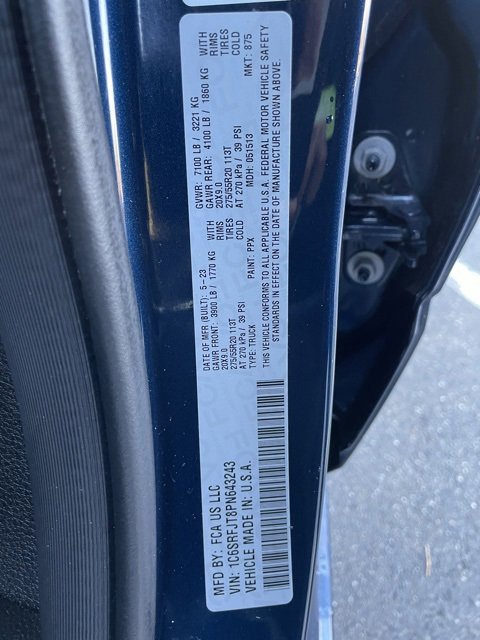 MFD BY: FCA US LLC
VIN: 1C6SRFJT8PN643243
VEHICLE MADE IN: U.S.A.
DATE OF MFR (BUILT): 5-23
GAWR FRONT: 3900 LB / 1770 KG
20X9.0 WITH RIMS
275/55R20 113T TIRES
AT 270 kPa / 39 PSI COLD
TYPE: TRUCK PAINT: PPX
GVWR: 7100 LB / 3221 KG
GAWR REAR: 4100 LB / 1860 KG
20X9.0 WITH RIMS
275/55R20 113T TIRES
AT 270 kPa / 39 PSI COLD
MDH: 051513 MKT: 875
THIS VEHICLE CONFORMS TO ALL APPLICABLE U.S.A. FEDERAL MOTOR VEHICLE SAFETY
STANDARDS IN EFFECT ON THE DATE OF MANUFACTURE SHOWN ABOVE.